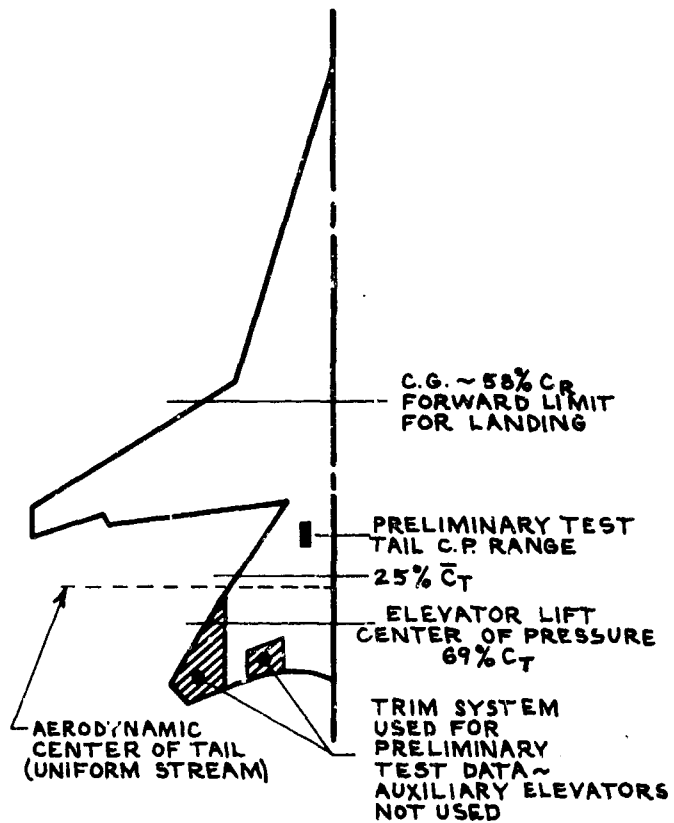 C.G. ~ 58% CR
FORWARD LIMIT
FOR LANDING
PRELIMINARY TEST
TAIL C.P. RANGE
25% C̄T
ELEVATOR LIFT
CENTER OF PRESSURE
69% CT
TRIM SYSTEM
USED FOR
PRELIMINARY
TEST DATA~
AUXILIARY ELEVATORS
NOT USED
AERODYNAMIC
CENTER OF TAIL
(UNIFORM STREAM)